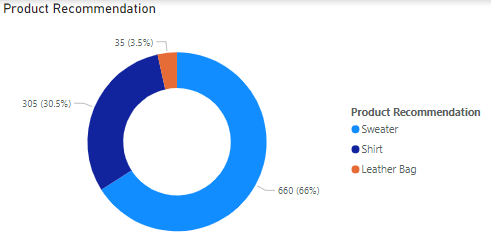 Product Recommendation
35 (3.5%)
305 (30.5%)
660 (66%)
Product Recommendation
Sweater
Shirt
Leather Bag